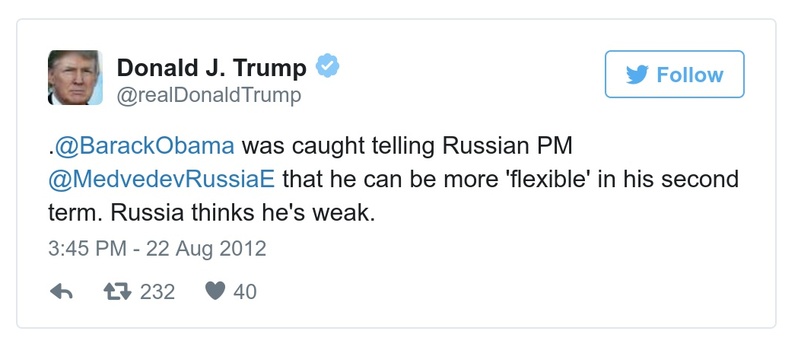 Donald J. Trump
@realDonaldTrump
Follow
.@BarackObama was caught telling Russian PM
@MedvedevRussiaE that he can be more 'flexible' in his second
term. Russia thinks he's weak.
3:45 PM - 22 Aug 2012
232 40